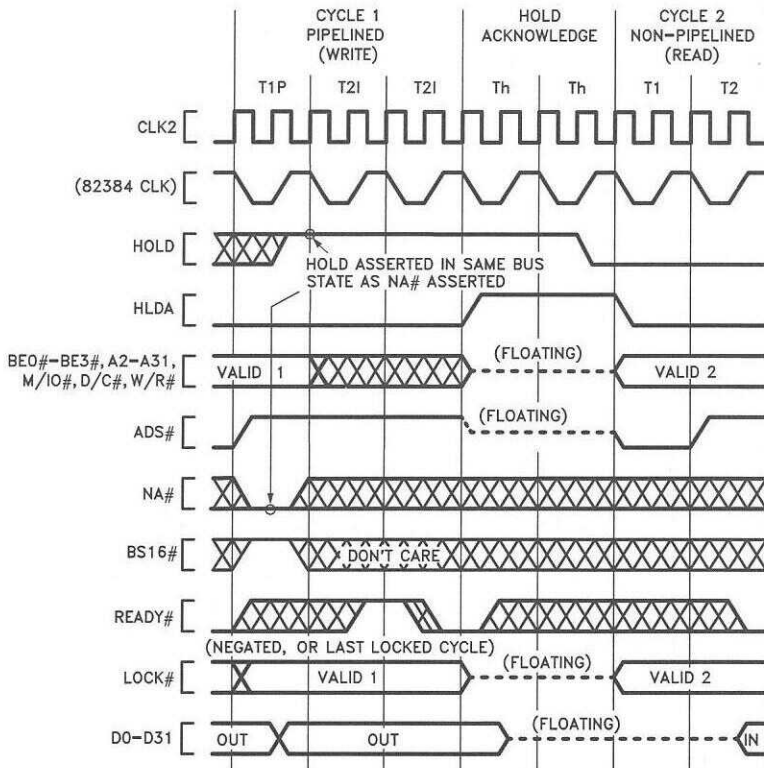 CYCLE 1 HOLD CYCLE 2
PIPELINED ACKNOWLEDGE NON-PIPELINED
(WRITE) (READ)
T1P T2I T2I Th Th T1 T2
CLK2
(82384 CLK)
HOLD
HOLD ASSERTED IN SAME BUS
STATE AS NA# ASSERTED
HLDA
BE0#-BE3#, A2-A31,
M/IO#, D/C#, W/R#
VALID 1 (FLOATING) VALID 2
ADS# (FLOATING)
NA#
BS16# DON'T CARE
READY#
(NEGATED, OR LAST LOCKED CYCLE)
LOCK# VALID 1 (FLOATING) VALID 2
D0-D31 OUT OUT (FLOATING) IN